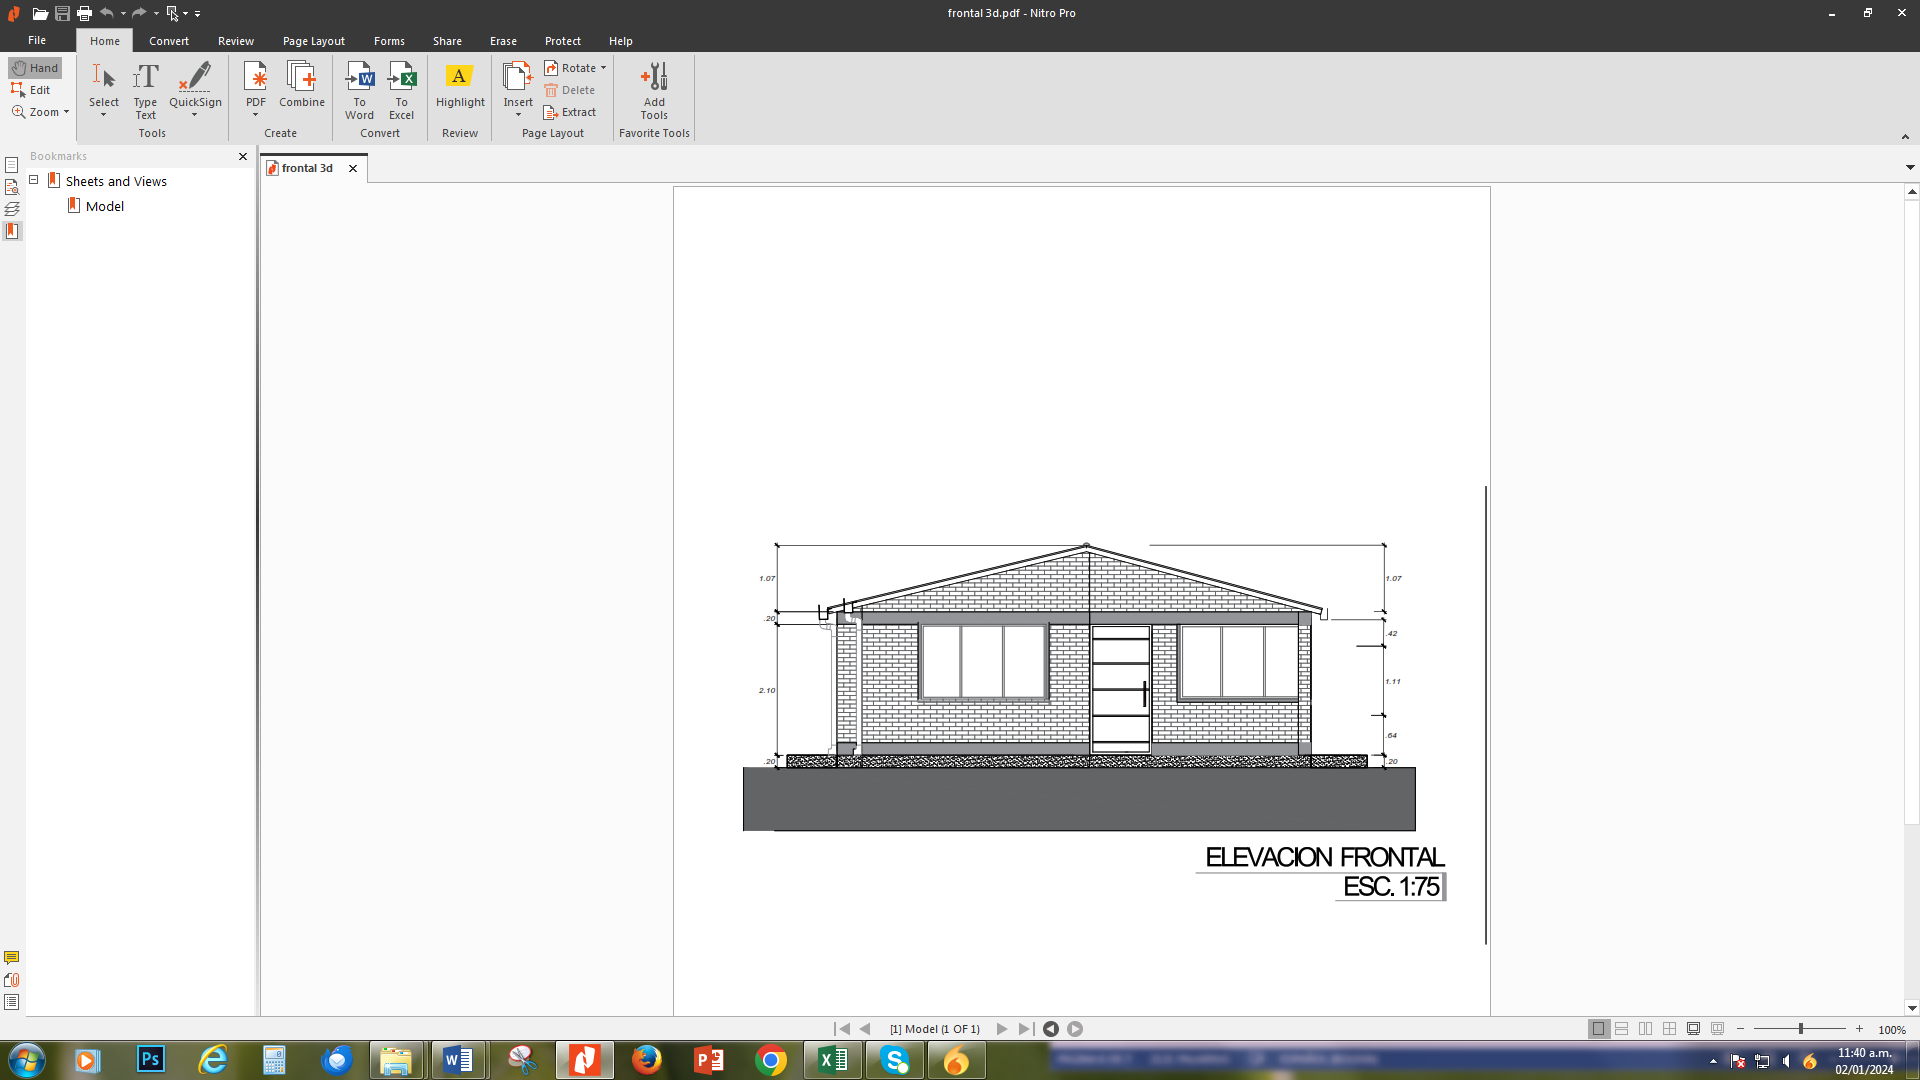 frontal 3d.pdf - Nitro Pro
File
Home
Convert
Review
Page Layout
Forms
Share
Erase
Protect
Help
Hand
Edit
Zoom
Select
Type Text
QuickSign
Tools
PDF
Combine
Create
To Word
To Excel
Convert
Highlight
Review
Insert
Rotate
Delete
Extract
Page Layout
Add Tools
Favorite Tools
Bookmarks
frontal 3d
Sheets and Views
Model
1.07
.20
2.10
.20
1.07
.42
1.11
.64
.20
ELEVACION FRONTAL
ESC. 1:75
[1] Model (1 OF 1)
100%
11:40 a.m.
02/01/2024